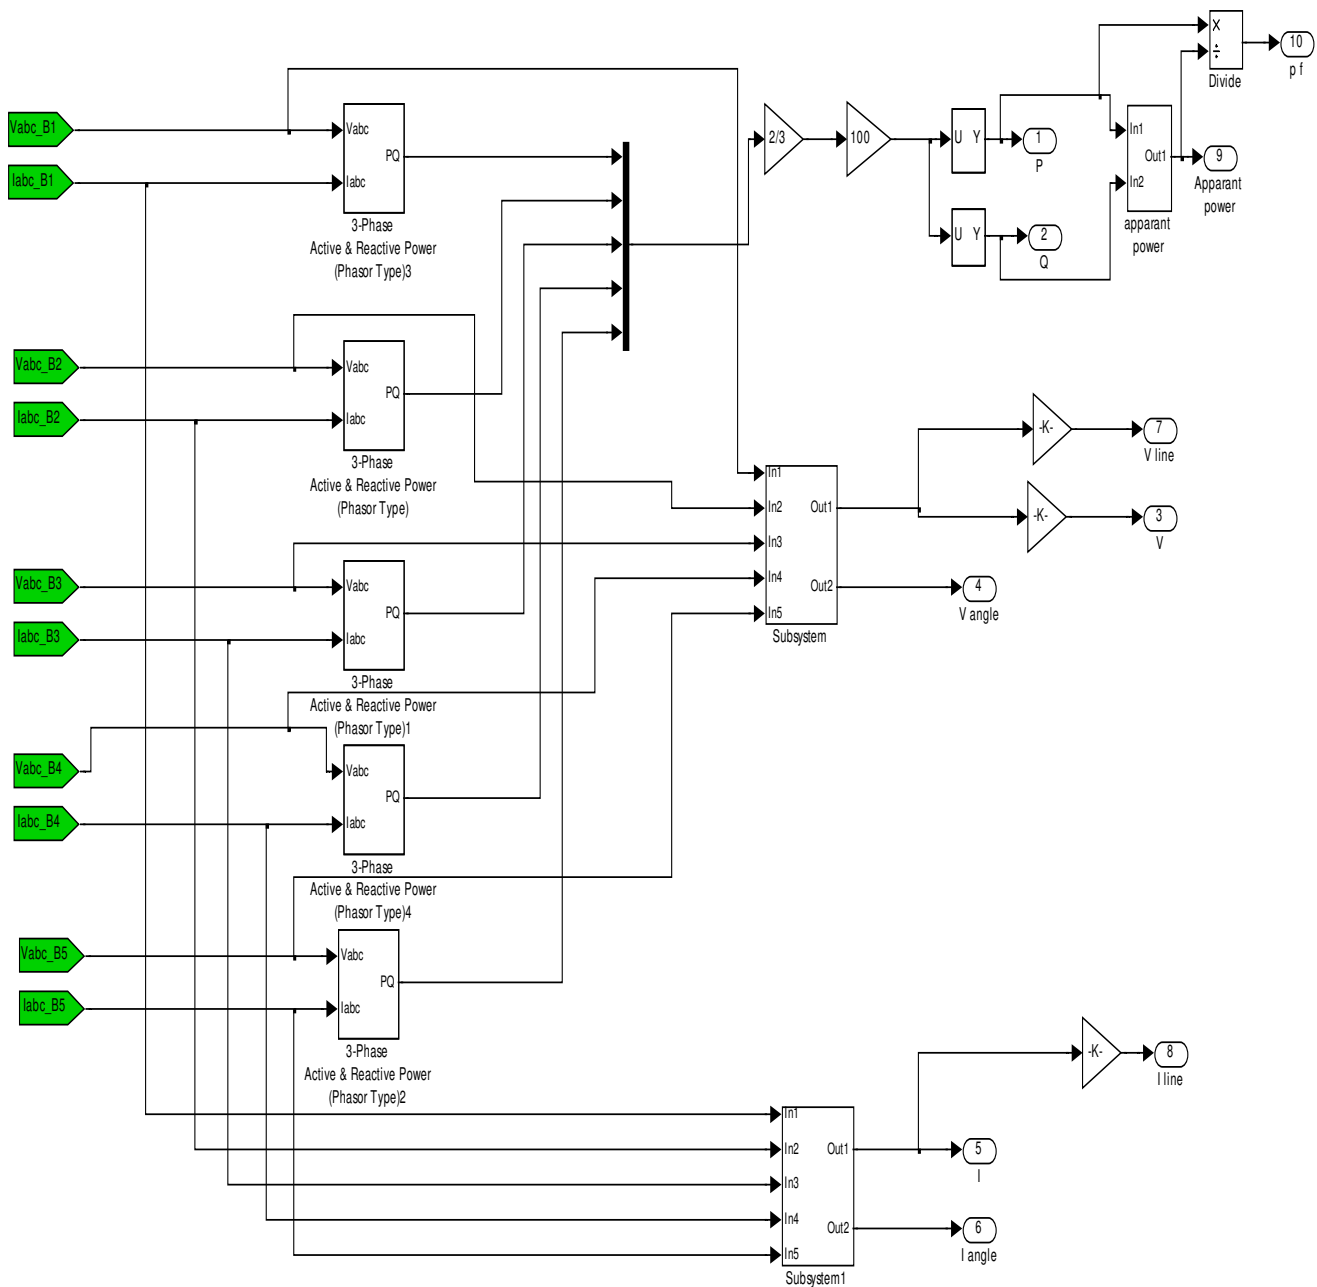 Vabc_B1
Iabc_B1
Vabc
Iabc
PQ
3-Phase
Active & Reactive Power
(Phasor Type)3
2/3
100
U Y
1
P
U Y
2
Q
In1
In2
Out1
apparant
power
9
Apparant
power
×
÷
Divide
10
p f
Vabc_B2
Iabc_B2
Vabc
Iabc
PQ
3-Phase
Active & Reactive Power
(Phasor Type)
Vabc_B3
Iabc_B3
Vabc
Iabc
PQ
3-Phase
Active & Reactive Power
(Phasor Type)1
In1
In2
In3
In4
In5
Out1
Out2
Subsystem
-K-
7
V line
-K-
3
V
4
V angle
Vabc_B4
Iabc_B4
Vabc
Iabc
PQ
3-Phase
Active & Reactive Power
(Phasor Type)4
Vabc_B5
Iabc_B5
Vabc
Iabc
PQ
3-Phase
Active & Reactive Power
(Phasor Type)2
In1
In2
In3
In4
In5
Out1
Out2
Subsystem1
-K-
8
I line
5
I
6
I angle